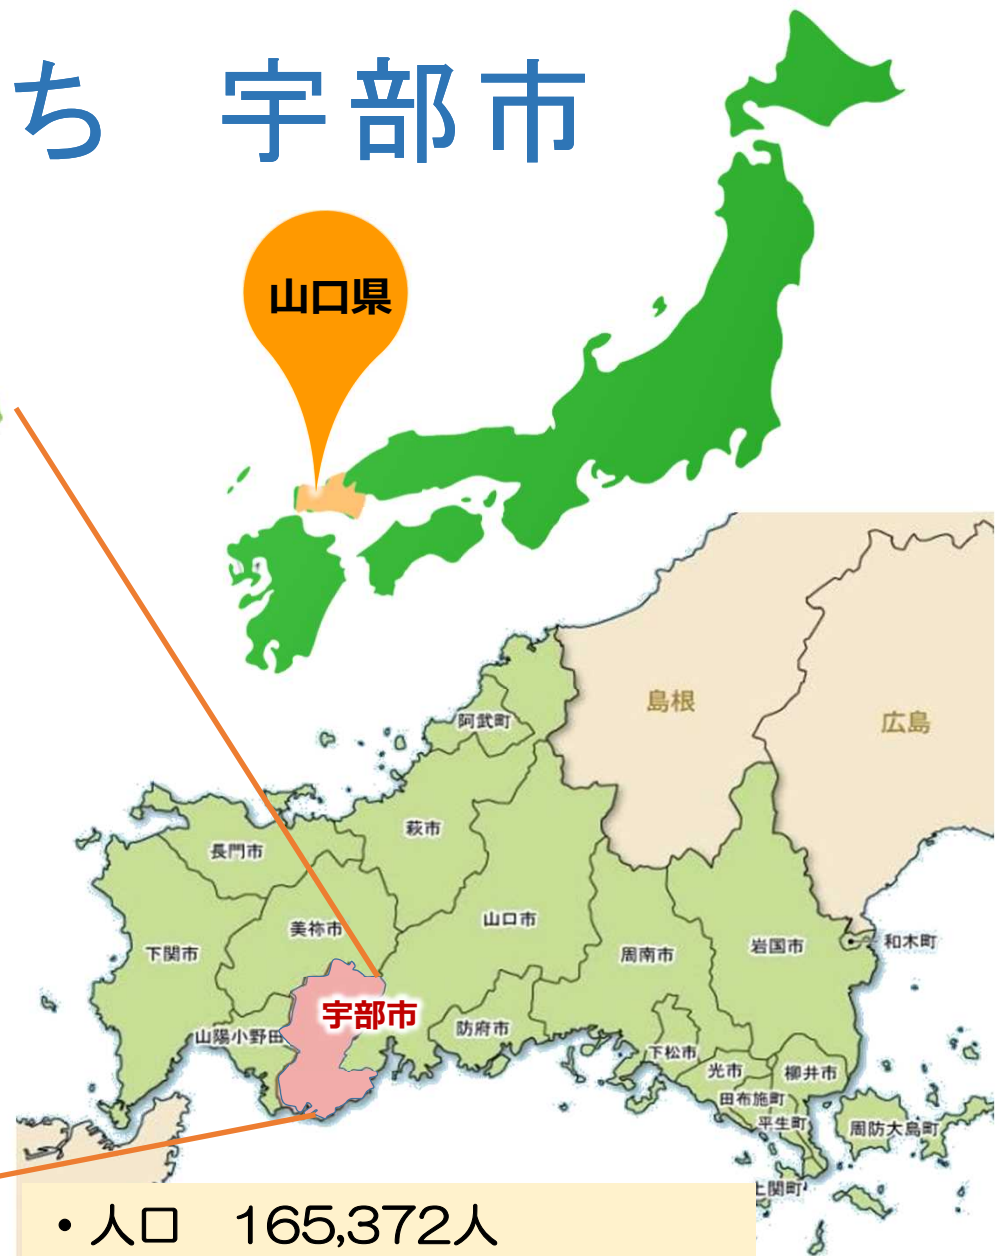 ち 宇部市
山口県
島根
広島
阿武町
萩市
長門市
山口市
美祢市
下関市
周南市
岩国市
和木町
宇部市
山陽小野田
防府市
下松市
光市
柳井市
田布施町
平生町
周防大島町
上関町
・人口 165,372人